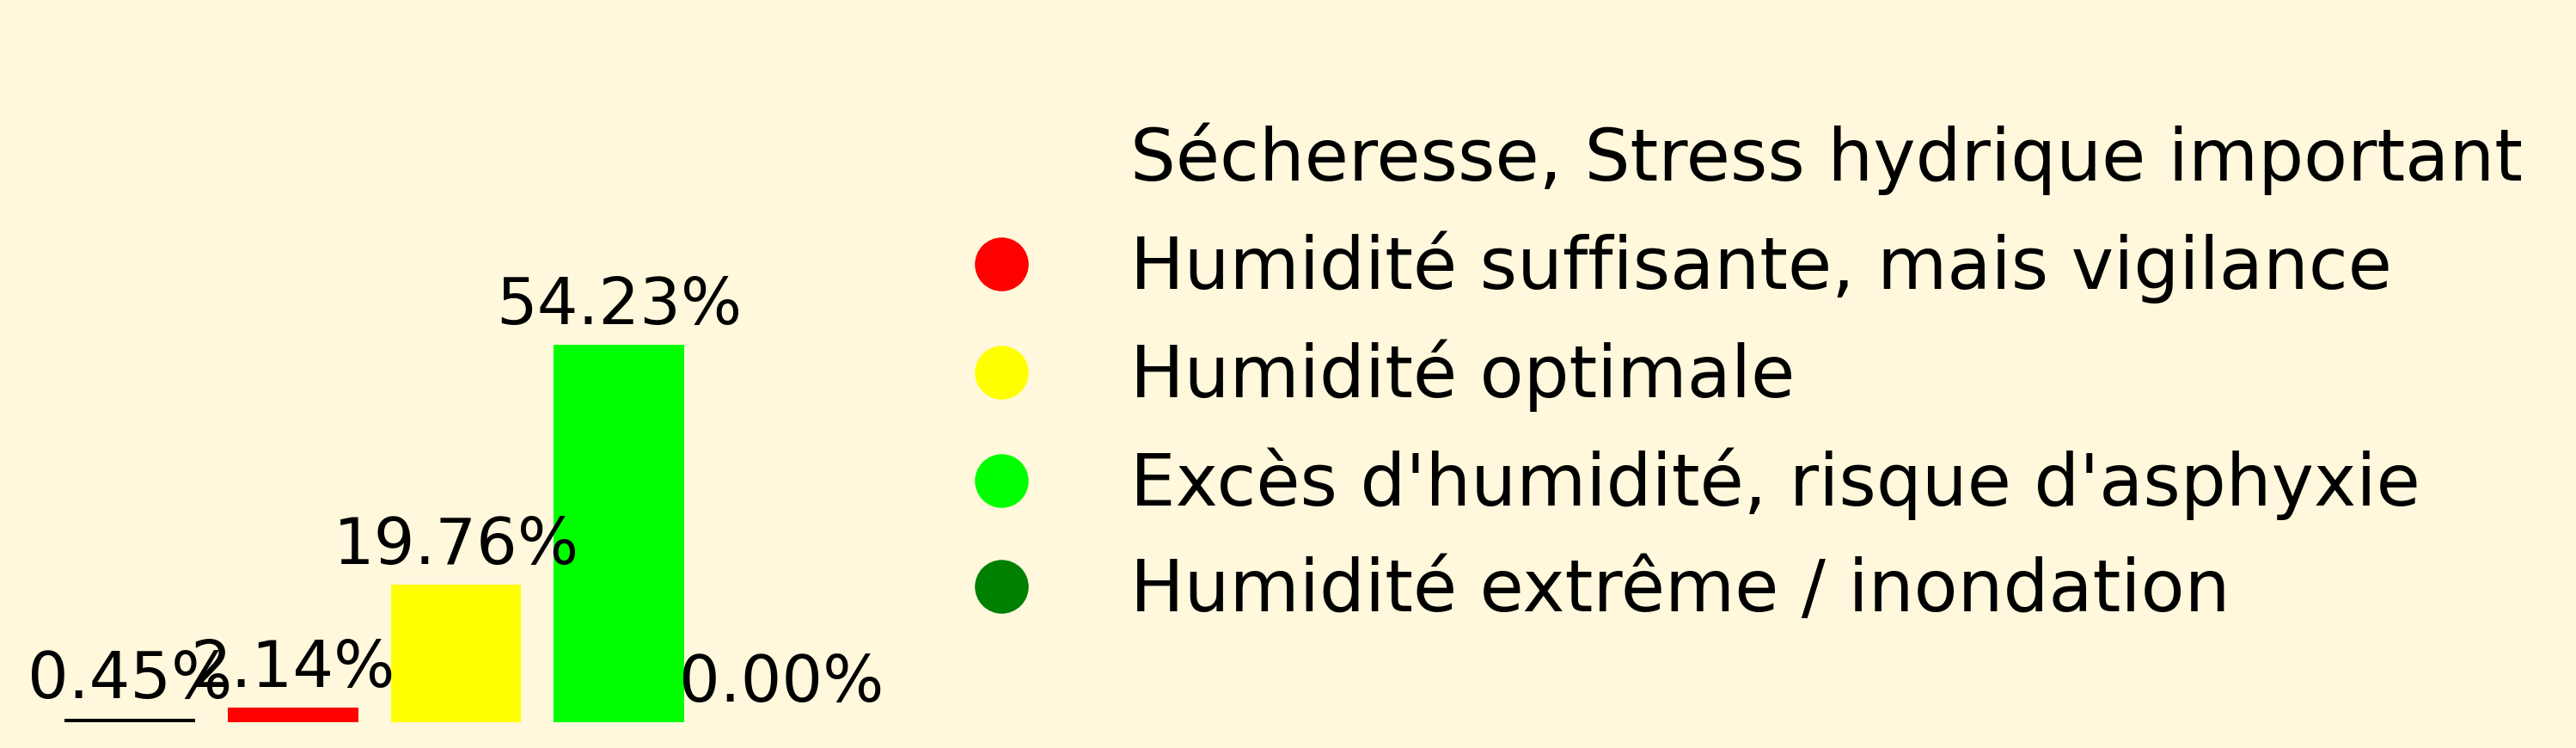 54.23%
19.76%
0.45%
2.14%
0.00%
Sécheresse, Stress hydrique important
Humidité suffisante, mais vigilance
Humidité optimale
Excès d'humidité, risque d'asphyxie
Humidité extrême / inondation